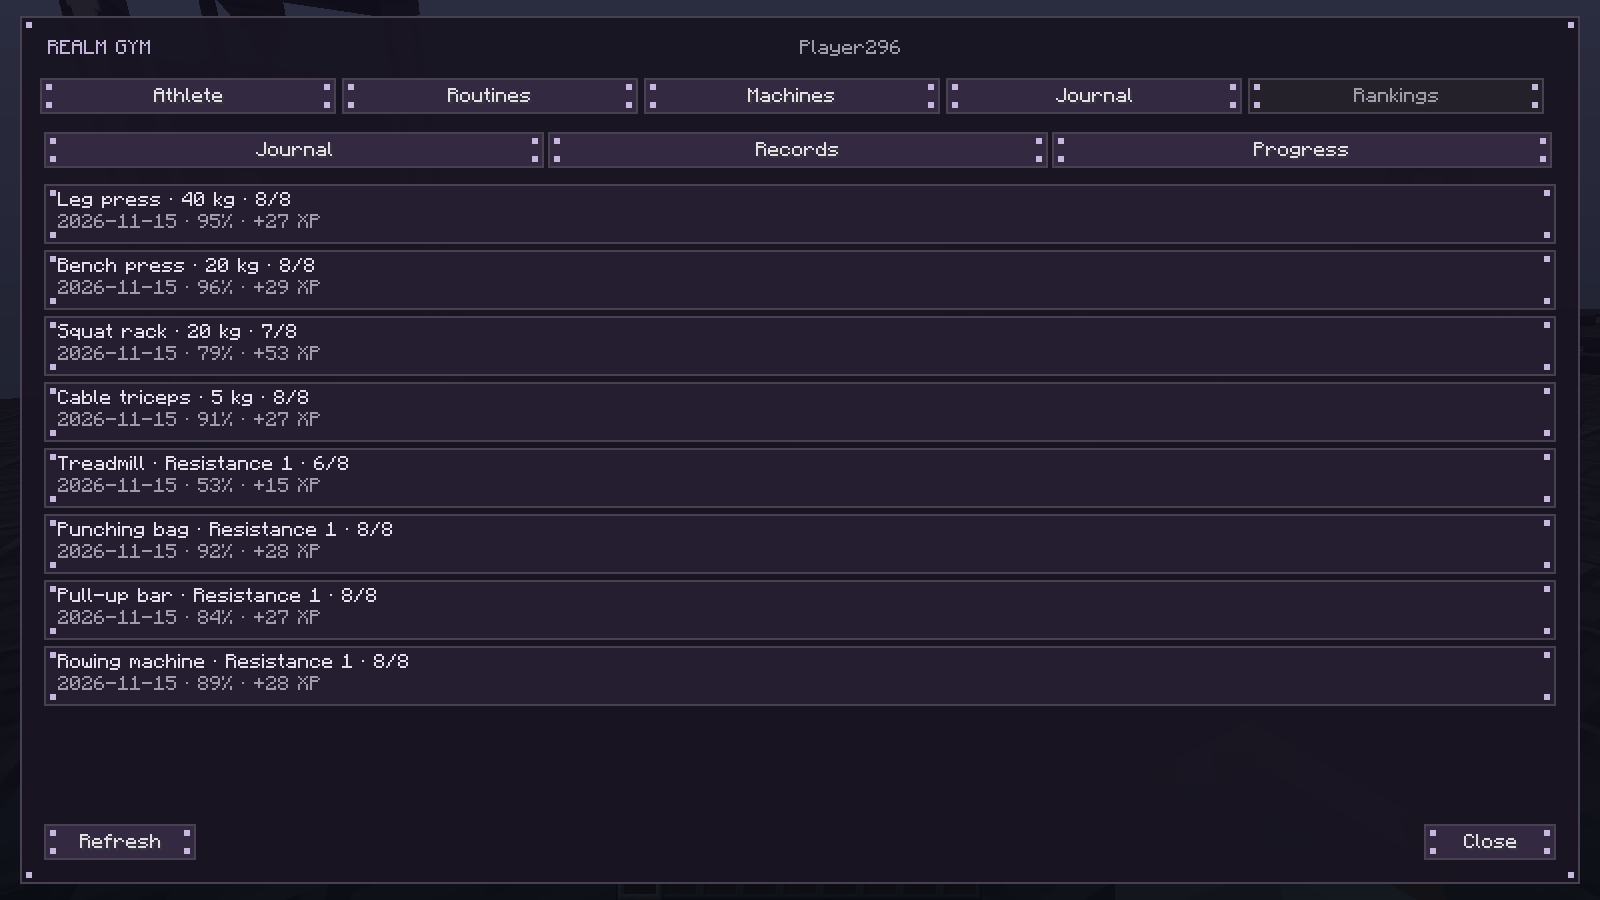 REALM GYM
Player296
Athlete
Routines
Machines
Journal
Rankings
Journal
Records
Progress
Leg press · 40 kg · 8/8
2026-11-15 · 95% · +27 XP
Bench press · 20 kg · 8/8
2026-11-15 · 96% · +29 XP
Squat rack · 20 kg · 7/8
2026-11-15 · 79% · +53 XP
Cable triceps · 5 kg · 8/8
2026-11-15 · 91% · +27 XP
Treadmill · Resistance 1 · 6/8
2026-11-15 · 53% · +15 XP
Punching bag · Resistance 1 · 8/8
2026-11-15 · 92% · +28 XP
Pull-up bar · Resistance 1 · 8/8
2026-11-15 · 84% · +27 XP
Rowing machine · Resistance 1 · 8/8
2026-11-15 · 89% · +28 XP
Refresh
Close